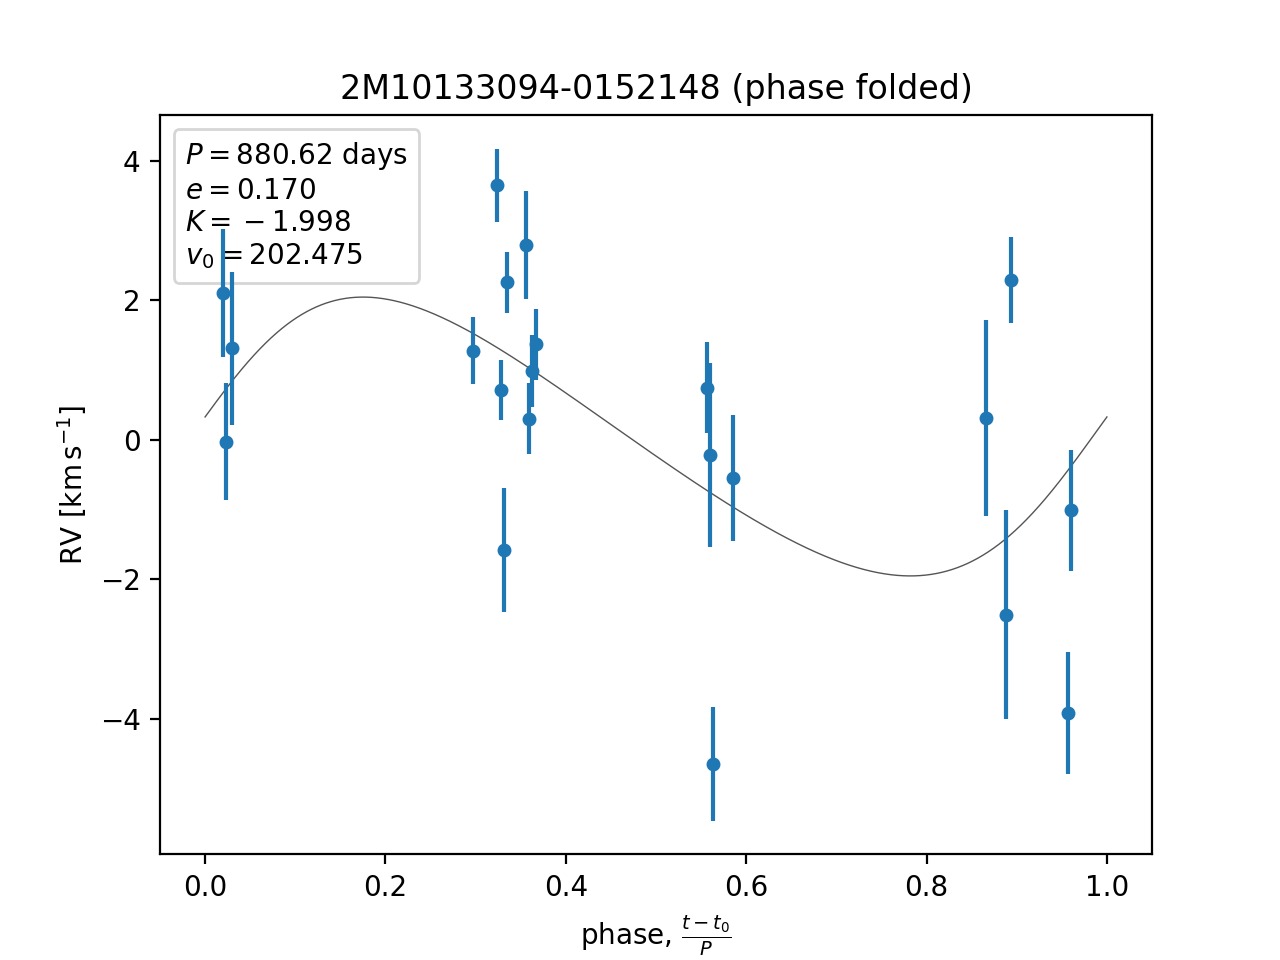 2M10133094-0152148 (phase folded)
P = 880.62 days
e = 0.170
K = −1.998
v₀ = 202.475
RV [km s⁻¹]
4
2
0
−2
−4
0.0 0.2 0.4 0.6 0.8 1.0
phase, (t − t₀)/P